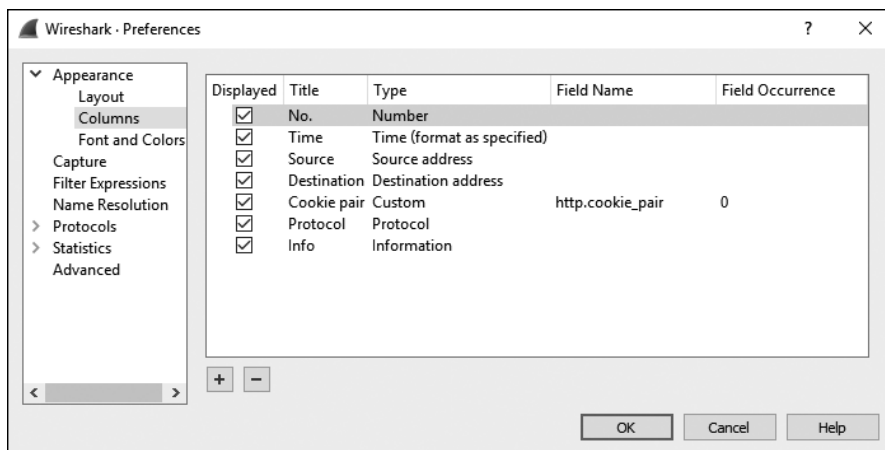 Wireshark · Preferences
? ×
Appearance
Layout
Columns
Font and Colors
Capture
Filter Expressions
Name Resolution
Protocols
Statistics
Advanced
Displayed Title Type Field Name Field Occurrence
No. Number
Time Time (format as specified)
Source Source address
Destination Destination address
Cookie pair Custom http.cookie_pair 0
Protocol Protocol
Info Information
+ −
OK Cancel Help